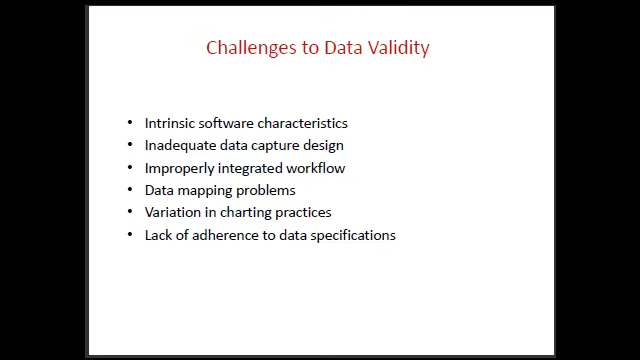 Challenges to Data Validity
• Intrinsic software characteristics
• Inadequate data capture design
• Improperly integrated workflow
• Data mapping problems
• Variation in charting practices
• Lack of adherence to data specifications